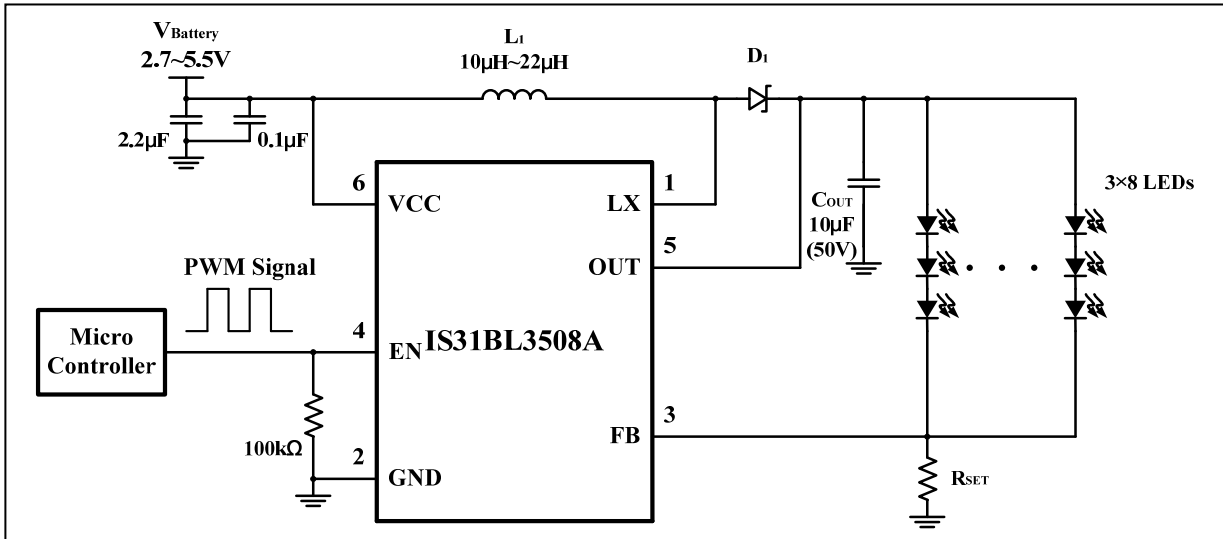 VBattery
2.7~5.5V
L1
10µH~22µH
D1
2.2µF
0.1µF
6
VCC
1
LX
COUT
10µF
(50V)
3×8 LEDs
5
OUT
PWM Signal
Micro
Controller
4
EN
IS31BL3508A
100kΩ
2
GND
3
FB
RSET